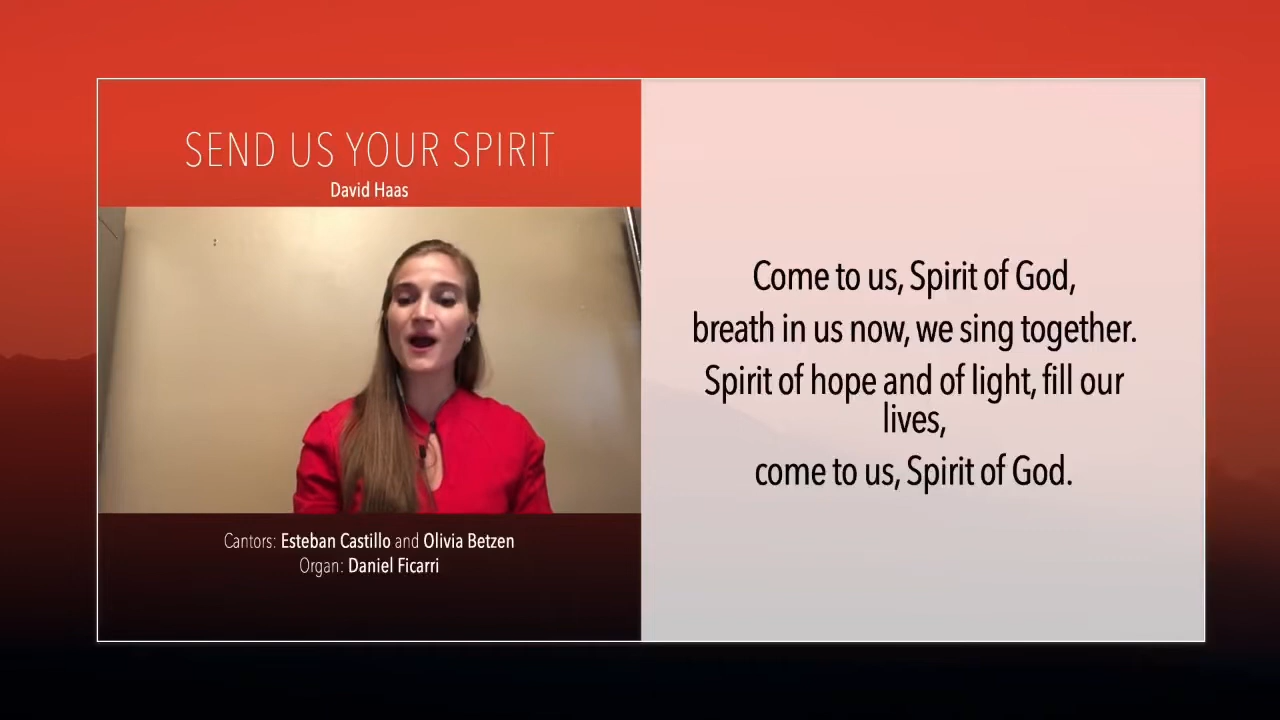 SEND US YOUR SPIRIT
David Haas
Cantors: Esteban Castillo and Olivia Betzen
Organ: Daniel Ficarri
Come to us, Spirit of God,
breath in us now, we sing together.
Spirit of hope and of light, fill our
lives,
come to us, Spirit of God.